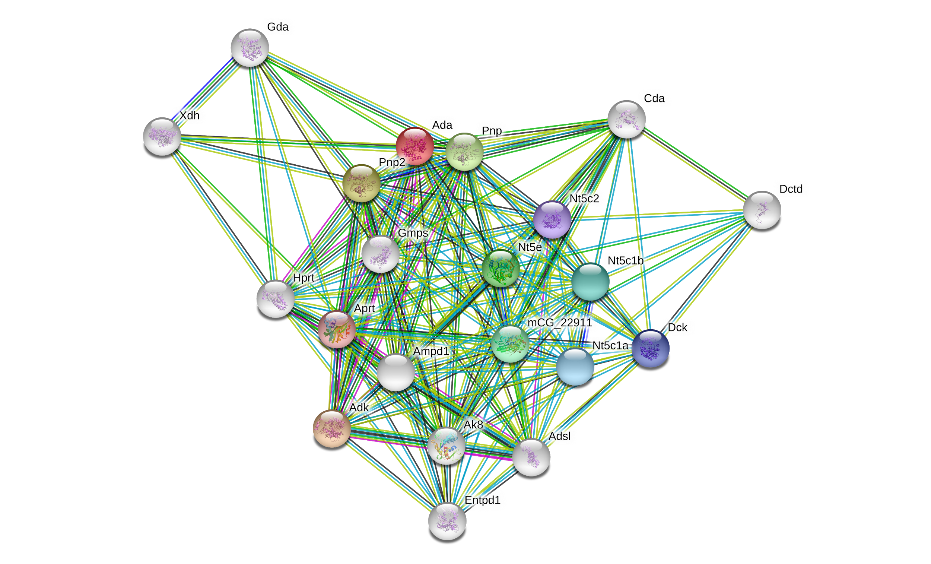 Gda
Cda
Xdh
Ada
Pnp
Pnp2
Dctd
Nt5c2
Gmps
Nt5e
Nt5c1b
Hprt
Aprt
mCG_22911
Dck
Ampd1
Nt5c1a
Adk
Ak8
Adsl
Entpd1